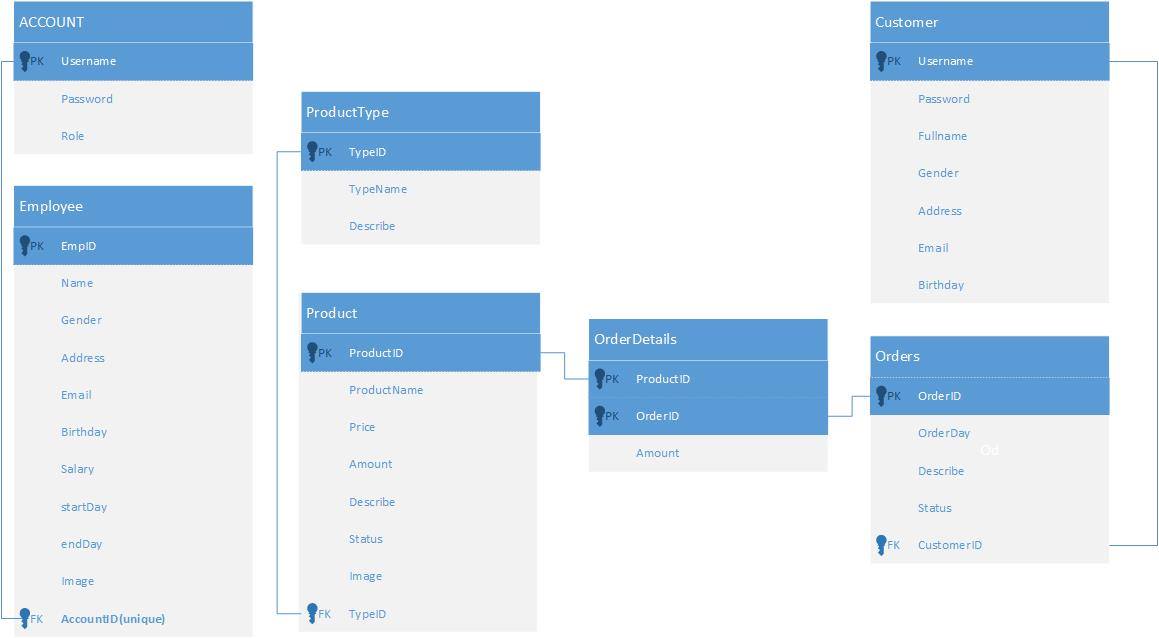 ACCOUNT
PK Username
Password
Role
Employee
PK EmpID
Name
Gender
Address
Email
Birthday
Salary
startDay
endDay
Image
FK AccountID(unique)
ProductType
PK TypeID
TypeName
Describe
Product
PK ProductID
ProductName
Price
Amount
Describe
Status
Image
FK TypeID
OrderDetails
PK ProductID
PK OrderID
Amount
Customer
PK Username
Password
Fullname
Gender
Address
Email
Birthday
Orders
PK OrderID
OrderDay
Od
Describe
Status
FK CustomerID